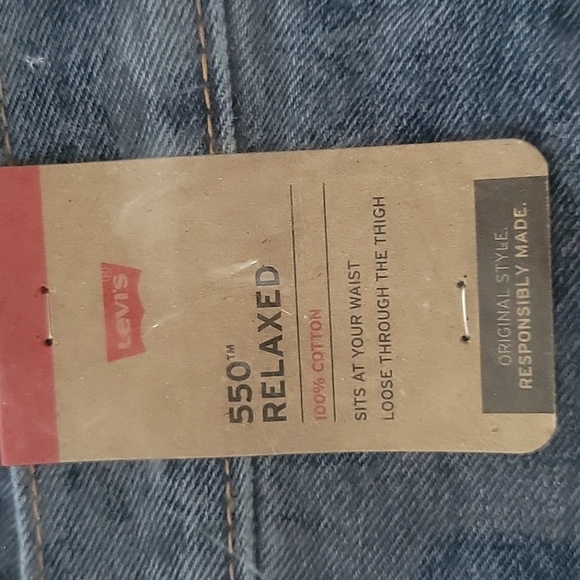 Levi's®
550™
RELAXED
100% COTTON
SITS AT YOUR WAIST
LOOSE THROUGH THE THIGH
ORIGINAL STYLE.
RESPONSIBLY MADE.